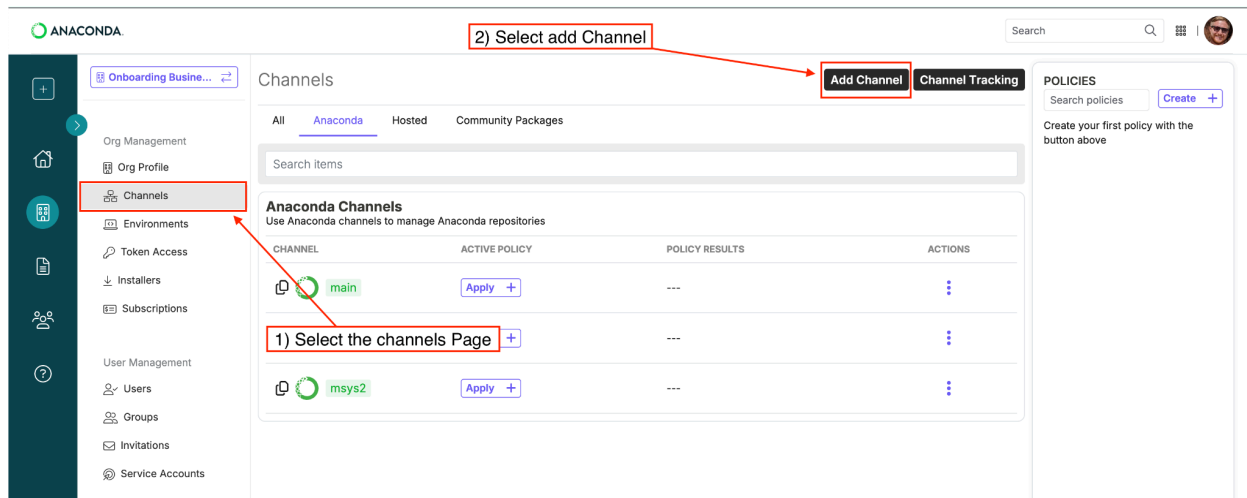 ANACONDA.
2) Select add Channel
Search
Onboarding Busine...
Channels
Add Channel
Channel Tracking
POLICIES
Search policies
Create +
Create your first policy with the
button above
All
Anaconda
Hosted
Community Packages
Search items
Org Management
Org Profile
Channels
Environments
Token Access
Installers
Subscriptions
User Management
Users
Groups
Invitations
Service Accounts
Anaconda Channels
Use Anaconda channels to manage Anaconda repositories
CHANNEL
ACTIVE POLICY
POLICY RESULTS
ACTIONS
main
Apply +
---
1) Select the channels Page
+
---
msys2
Apply +
---